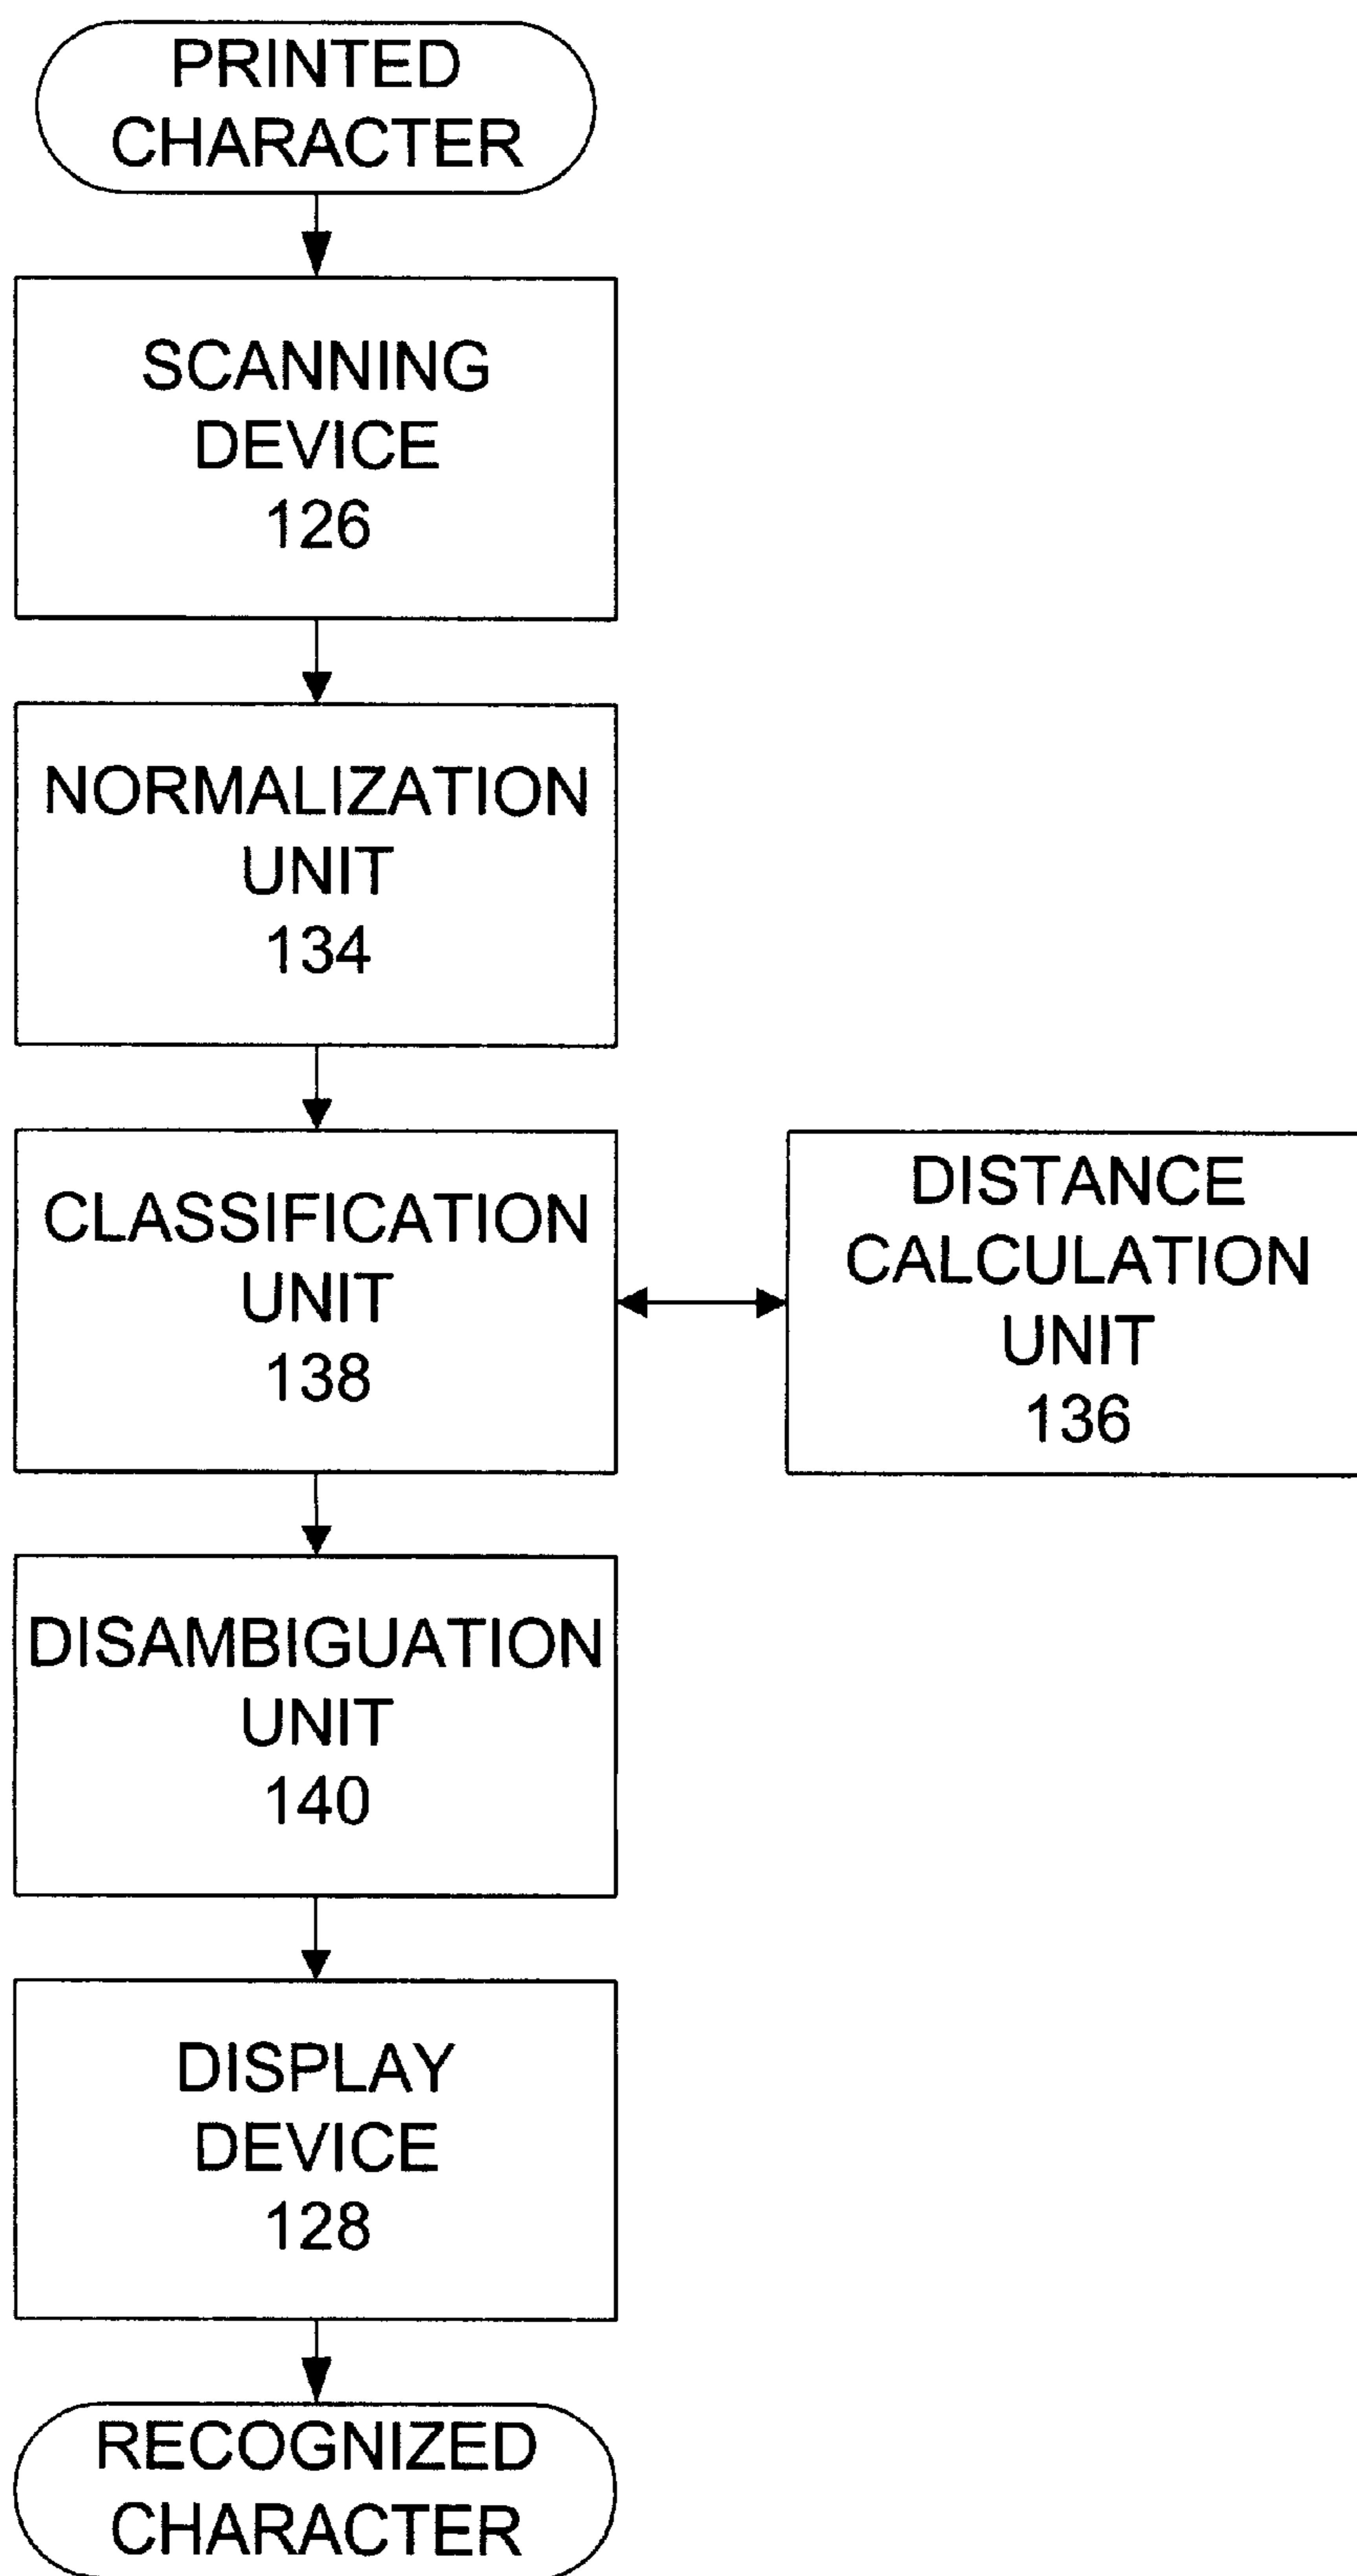 PRINTED
CHARACTER
SCANNING
DEVICE
126
NORMALIZATION
UNIT
134
CLASSIFICATION
UNIT
138
DISTANCE
CALCULATION
UNIT
136
DISAMBIGUATION
UNIT
140
DISPLAY
DEVICE
128
RECOGNIZED
CHARACTER